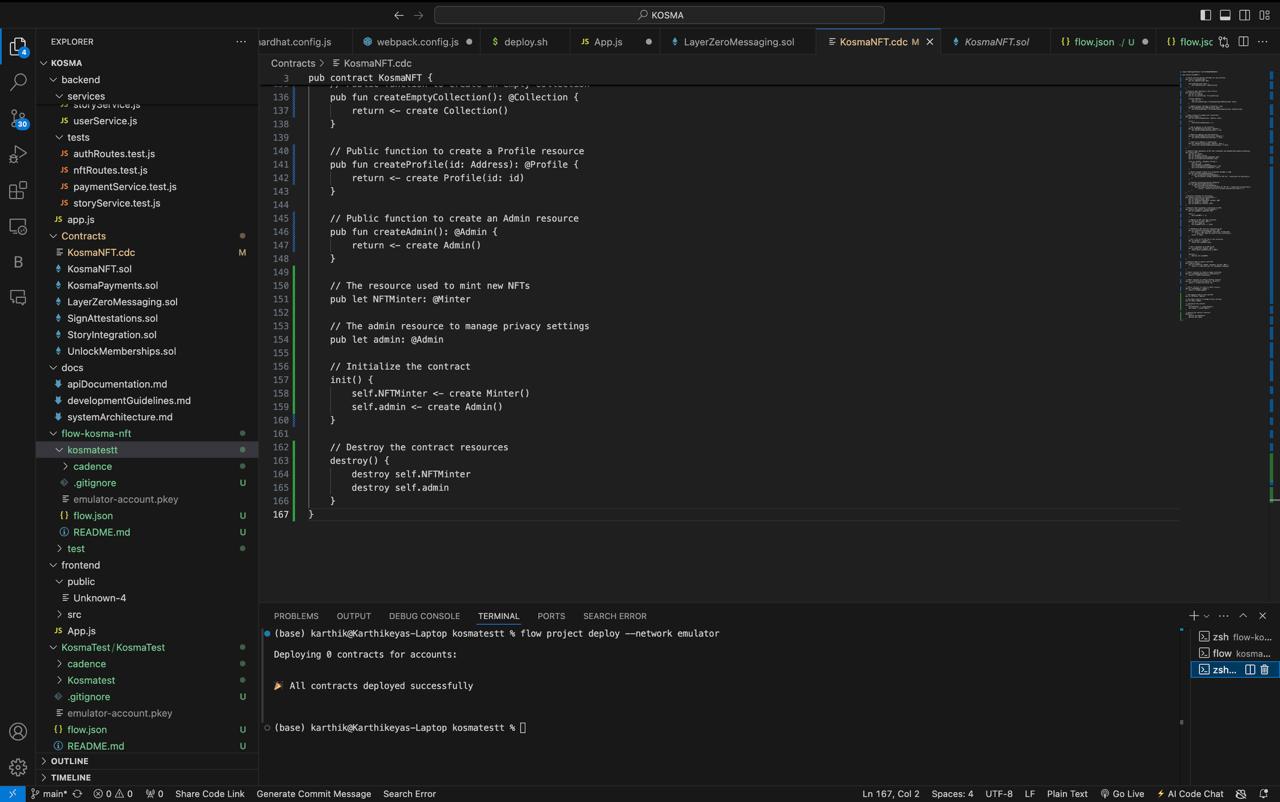 KOSMA
EXPLORER
KOSMA
backend
services
storyService.js
userService.js
tests
JS authRoutes.test.js
JS nftRoutes.test.js
JS paymentService.test.js
JS storyService.test.js
JS app.js
Contracts
KosmaNFT.cdc M
KosmaNFT.sol
KosmaPayments.sol
LayerZeroMessaging.sol
SignAttestations.sol
StoryIntegration.sol
UnlockMemberships.sol
docs
apiDocumentation.md
developmentGuidelines.md
systemArchitecture.md
flow-kosma-nft
kosmatestt
cadence
.gitignore U
emulator-account.pkey
{} flow.json U
README.md U
test
frontend
public
Unknown-4
src
JS App.js
KosmaTest / KosmaTest
cadence
Kosmatest
.gitignore U
emulator-account.pkey
{} flow.json U
README.md U
OUTLINE
TIMELINE
4
30
B
ardhat.config.js
webpack.config.js
$ deploy.sh
JS App.js
LayerZeroMessaging.sol
KosmaNFT.cdc M
KosmaNFT.sol
{} flow.json ./ U
{} flow.jsc
Contracts > KosmaNFT.cdc
3 pub contract KosmaNFT {
136 pub fun createEmptyCollection(): @Collection {
137 return <- create Collection()
138 }
139
140 // Public function to create a Profile resource
141 pub fun createProfile(id: Address): @Profile {
142 return <- create Profile(id: id)
143 }
144
145 // Public function to create an Admin resource
146 pub fun createAdmin(): @Admin {
147 return <- create Admin()
148 }
149
150 // The resource used to mint new NFTs
151 pub let NFTMinter: @Minter
152
153 // The admin resource to manage privacy settings
154 pub let admin: @Admin
155
156 // Initialize the contract
157 init() {
158 self.NFTMinter <- create Minter()
159 self.admin <- create Admin()
160 }
161
162 // Destroy the contract resources
163 destroy() {
164 destroy self.NFTMinter
165 destroy self.admin
166 }
167 }
PROBLEMS OUTPUT DEBUG CONSOLE TERMINAL PORTS SEARCH ERROR
(base) karthik@Karthikeyas-Laptop kosmatestt % flow project deploy --network emulator
Deploying 0 contracts for accounts:
🎉 All contracts deployed successfully
(base) karthik@Karthikeyas-Laptop kosmatestt %
zsh flow-ko...
flow kosma...
zsh...
main* 0 0 0 Share Code Link Generate Commit Message Search Error
Ln 167, Col 2 Spaces: 4 UTF-8 LF Plain Text Go Live AI Code Chat